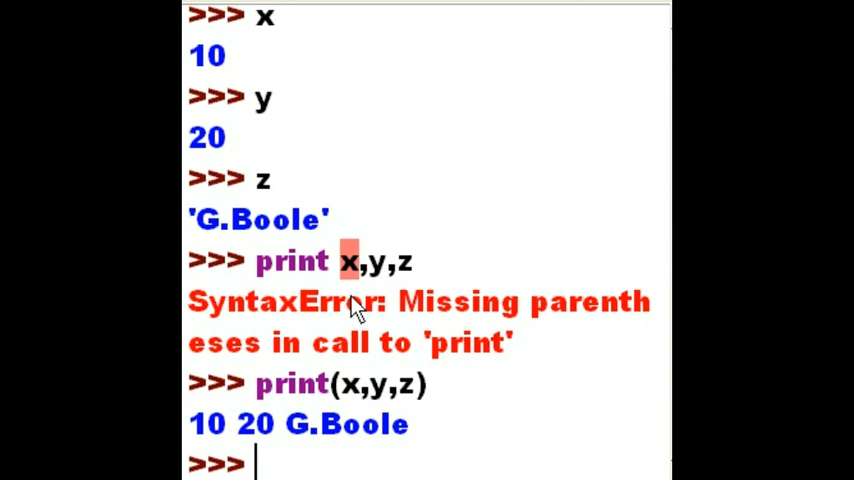 >>> x
10
>>> y
20
>>> z
'G.Boole'
>>> print x,y,z
SyntaxError: Missing parenth
eses in call to 'print'
>>> print(x,y,z)
10 20 G.Boole
>>>